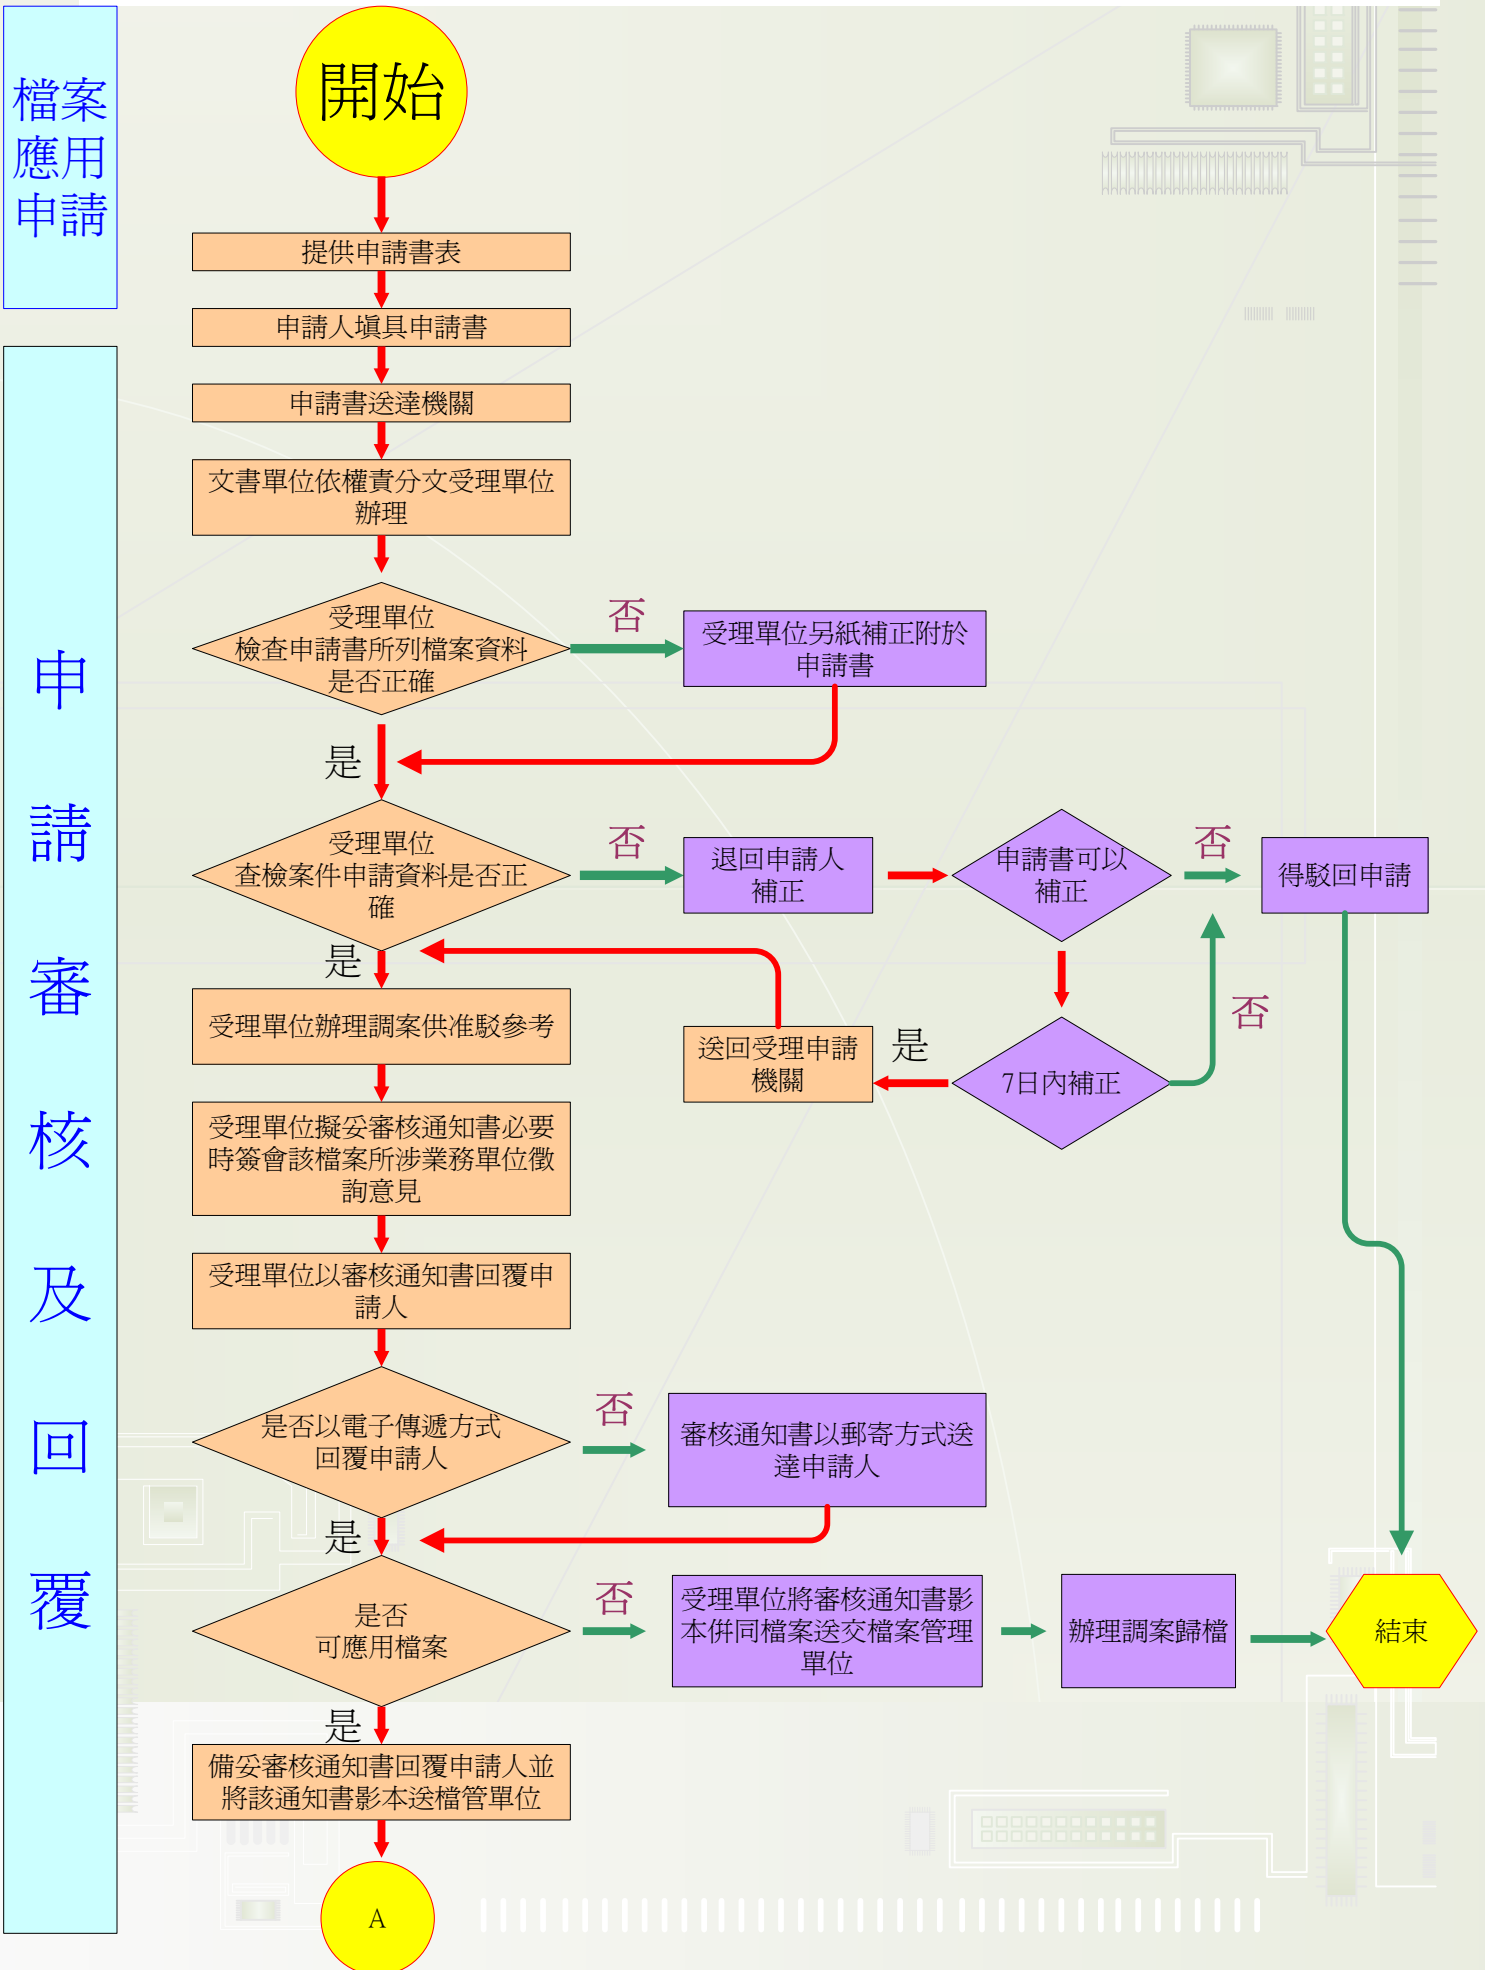 檔案
應用
申請
開始
提供申請書表
申請人填具申請書
申請書送達機關
申
請
審
核
及
回
覆
文書單位依權責分文受理單位
辦理
受理單位
檢查申請書所列檔案資料
是否正確
否
受理單位另紙補正附於
申請書
是
受理單位
查檢案件申請資料是否正
確
否
退回申請人
補正
申請書可以
補正
否
得駁回申請
是
受理單位辦理調案供准駁參考
送回受理申請
機關
是
7日內補正
否
受理單位擬妥審核通知書必要
時簽會該檔案所涉業務單位徵
詢意見
受理單位以審核通知書回覆申
請人
是否以電子傳遞方式
回覆申請人
否
審核通知書以郵寄方式送
達申請人
是
是否
可應用檔案
否
受理單位將審核通知書影
本併同檔案送交檔案管理
單位
辦理調案歸檔
結束
是
備妥審核通知書回覆申請人並
將該通知書影本送檔管單位
A